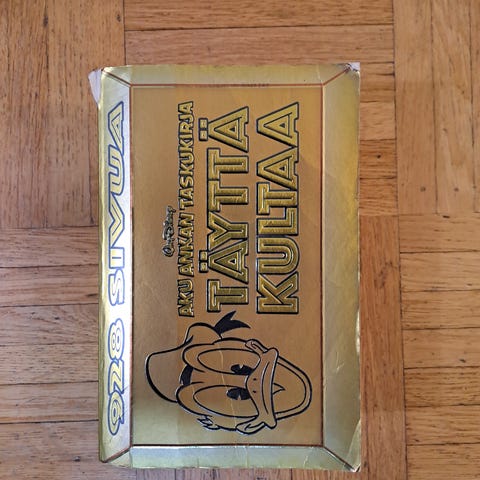 928 SIVUA
Walt Disney
AKU ANKAN TASKUKIRJA
TÄYTTÄ
KULTAA